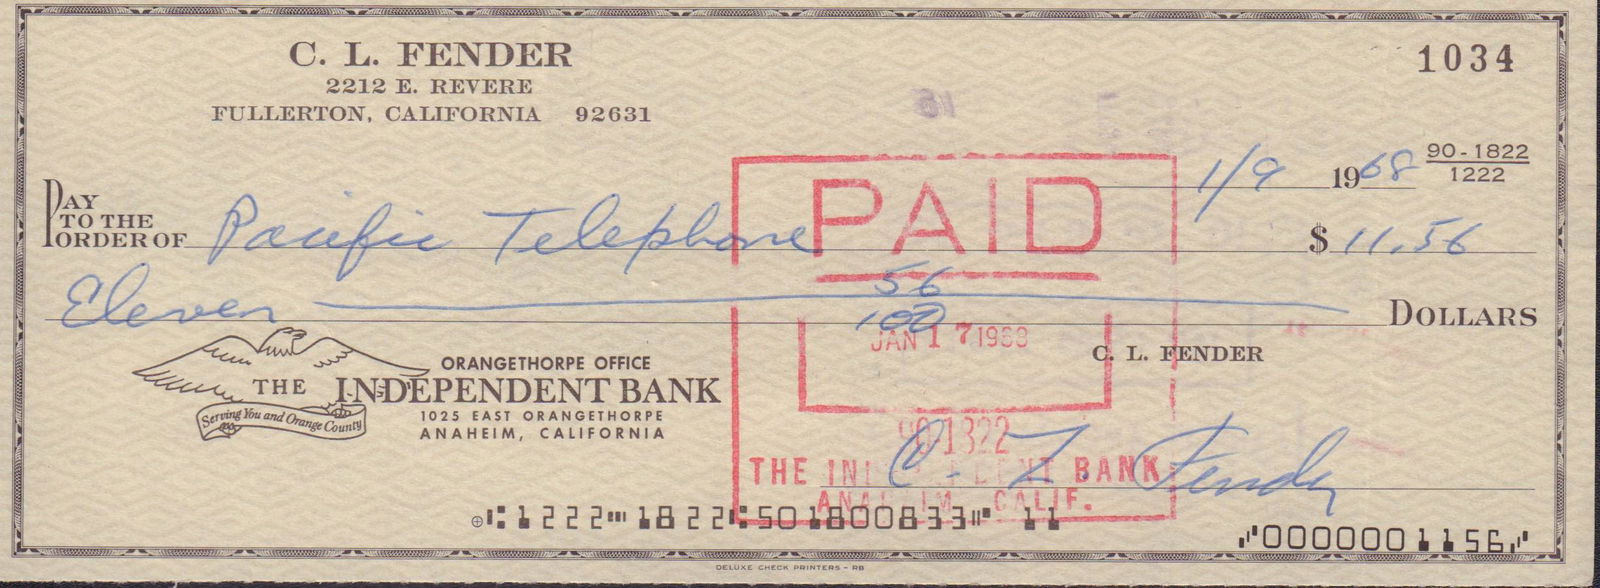 C. L. FENDER
2212 E. REVERE
FULLERTON, CALIFORNIA 92631
1034
1/9 1968
90-1822
1222
PAY
TO THE
ORDER OF Pacific Telephone $ 11.56
Eleven 56/100 DOLLARS
PAID
JAN 17 1968
C. L. FENDER
ORANGETHORPE OFFICE
THE INDEPENDENT BANK
Serving You and Orange County
1025 EAST ORANGETHORPE
ANAHEIM, CALIFORNIA
90 1822
THE INDEPENDENT BANK
ANAHEIM, CALIF.
C. L. Fender
⑆1222⑉1822⑆501800833⑈ 11
⑇0000001156⑇
DELUXE CHECK PRINTERS - RB